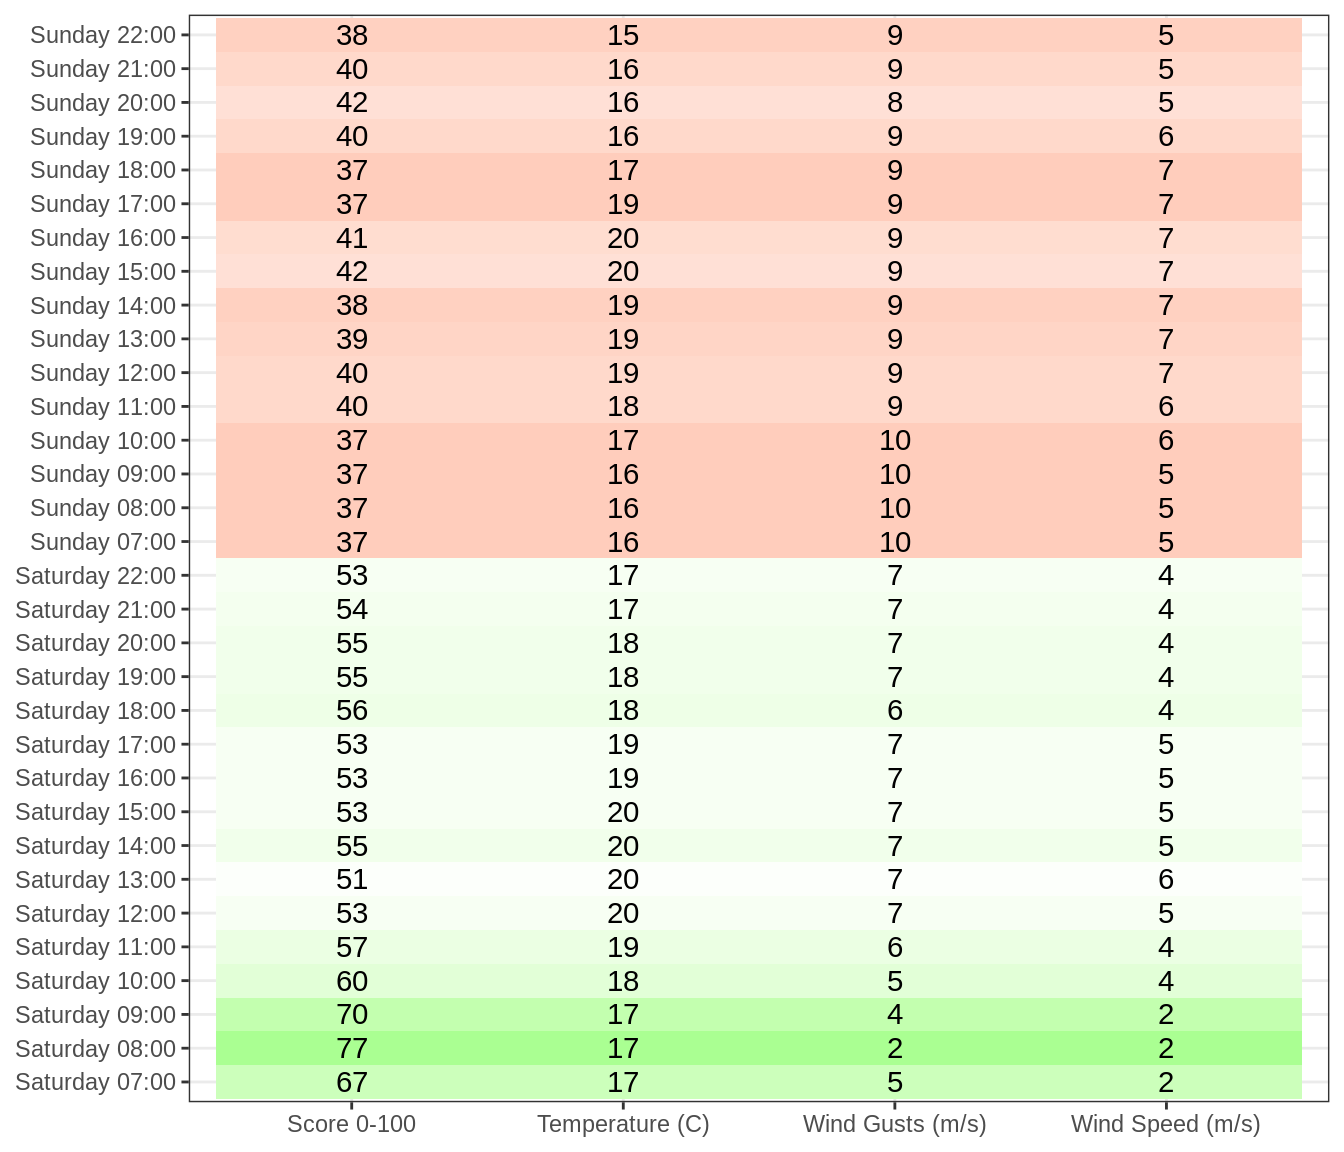 Sunday 22:00 38 15 9 5
Sunday 21:00 40 16 9 5
Sunday 20:00 42 16 8 5
Sunday 19:00 40 16 9 6
Sunday 18:00 37 17 9 7
Sunday 17:00 37 19 9 7
Sunday 16:00 41 20 9 7
Sunday 15:00 42 20 9 7
Sunday 14:00 38 19 9 7
Sunday 13:00 39 19 9 7
Sunday 12:00 40 19 9 7
Sunday 11:00 40 18 9 6
Sunday 10:00 37 17 10 6
Sunday 09:00 37 16 10 5
Sunday 08:00 37 16 10 5
Sunday 07:00 37 16 10 5
Saturday 22:00 53 17 7 4
Saturday 21:00 54 17 7 4
Saturday 20:00 55 18 7 4
Saturday 19:00 55 18 7 4
Saturday 18:00 56 18 6 4
Saturday 17:00 53 19 7 5
Saturday 16:00 53 19 7 5
Saturday 15:00 53 20 7 5
Saturday 14:00 55 20 7 5
Saturday 13:00 51 20 7 6
Saturday 12:00 53 20 7 5
Saturday 11:00 57 19 6 4
Saturday 10:00 60 18 5 4
Saturday 09:00 70 17 4 2
Saturday 08:00 77 17 2 2
Saturday 07:00 67 17 5 2
Score 0-100 Temperature (C) Wind Gusts (m/s) Wind Speed (m/s)